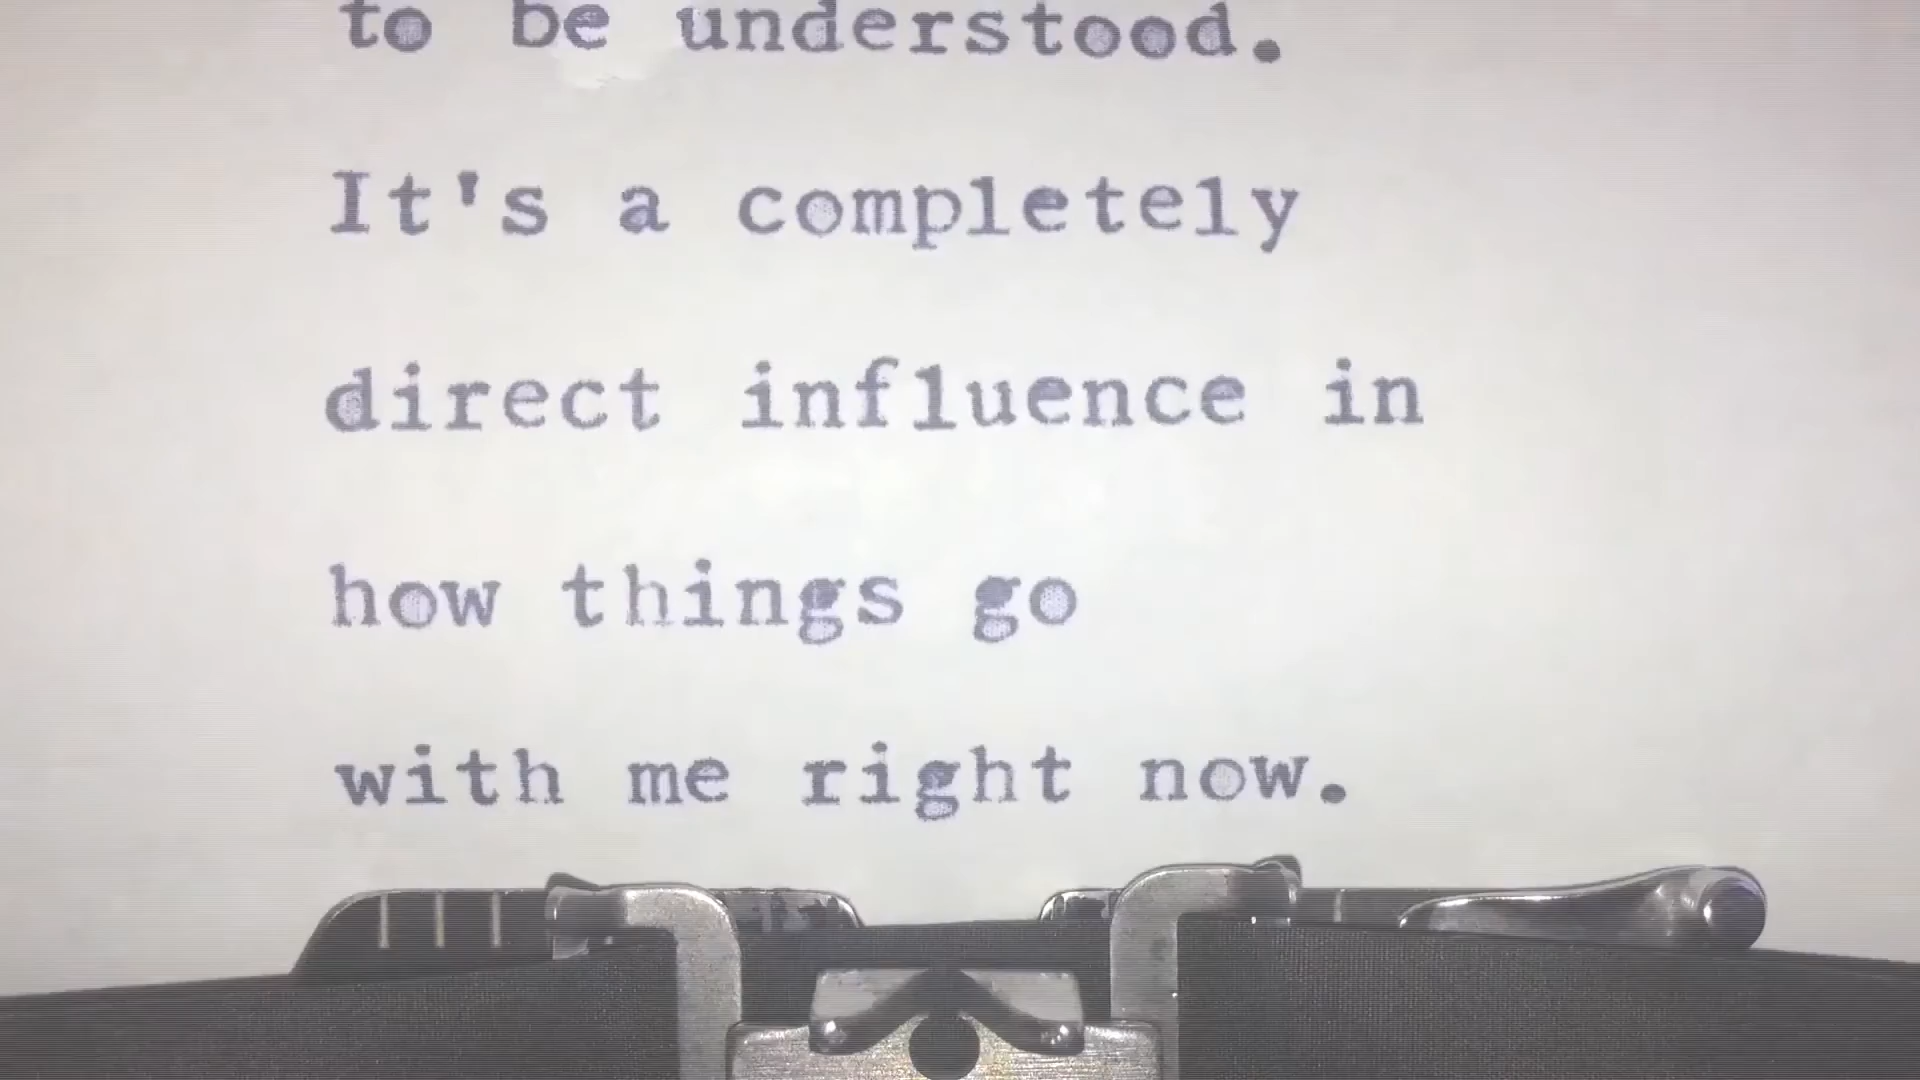 to be understood.
It's a completely
direct influence in
how things go
with me right now.